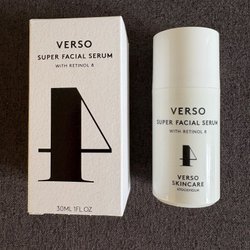 VERSO
SUPER FACIAL SERUM
WITH RETINOL 8
4
30ML 1FL.OZ
VERSO
SUPER FACIAL SERUM
WITH RETINOL 8
4
VERSO
SKINCARE
STOCKHOLM